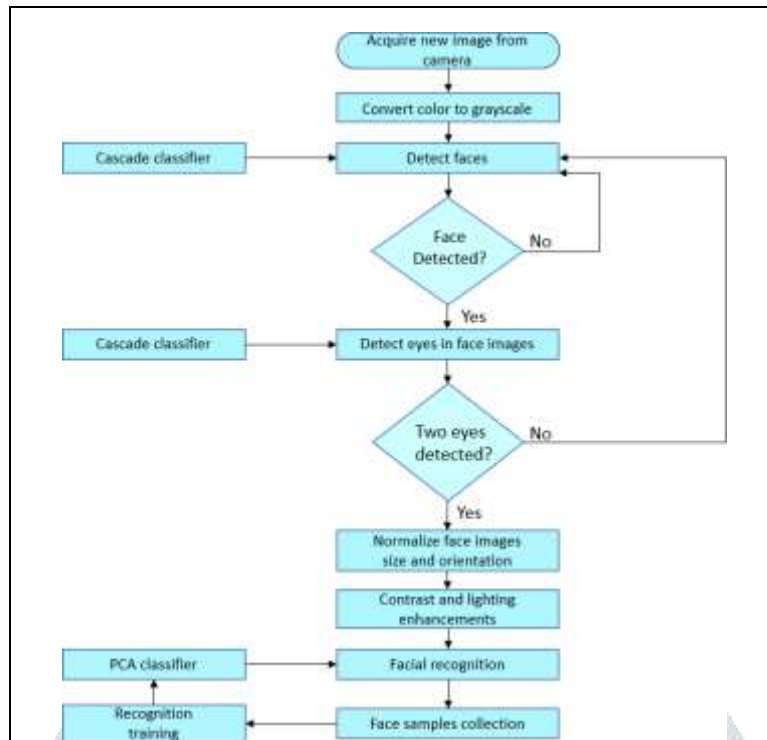 Acquire new image from
camera
Convert color to grayscale
Cascade classifier
Detect faces
Face
Detected?
No
Yes
Cascade classifier
Detect eyes in face images
Two eyes
detected?
No
Yes
Normalize face images
size and orientation
Contrast and lighting
enhancements
PCA classifier
Facial recognition
Recognition
training
Face samples collection